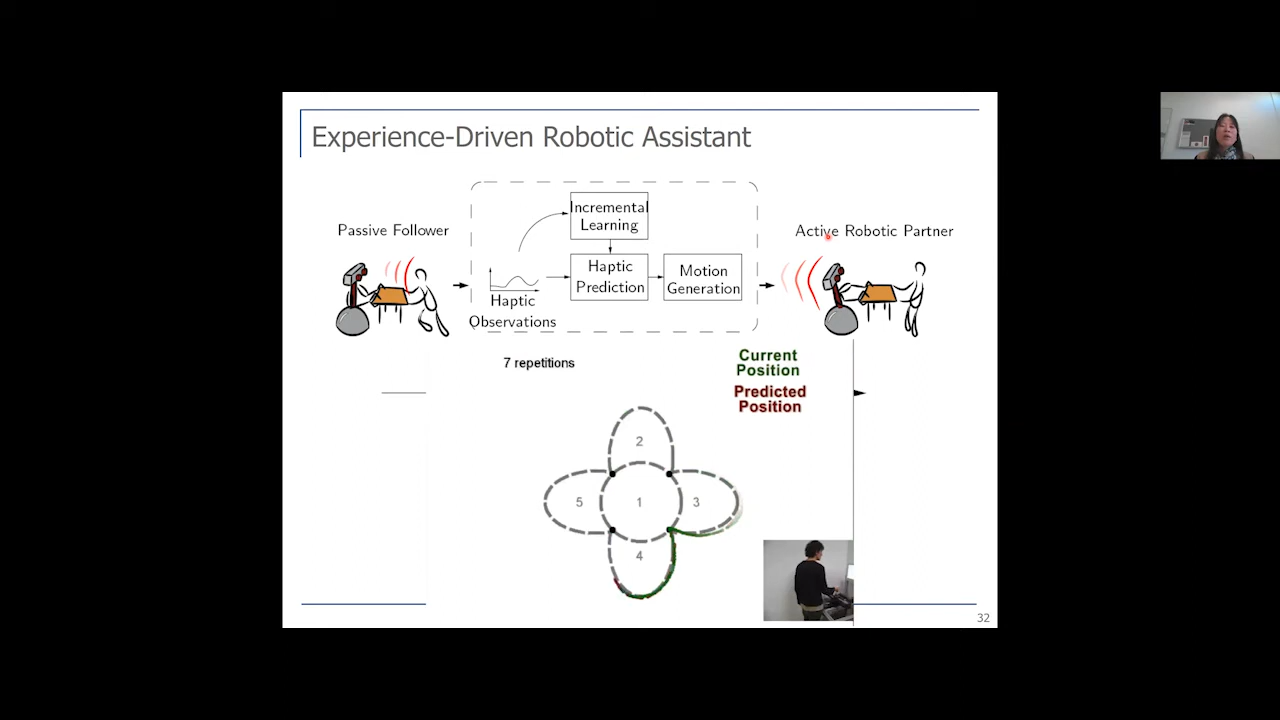 Experience-Driven Robotic Assistant
Passive Follower
Incremental
Learning
Haptic
Observations
Haptic
Prediction
Motion
Generation
Active Robotic Partner
7 repetitions
Current
Position
Predicted
Position
2
5
1
3
4
32